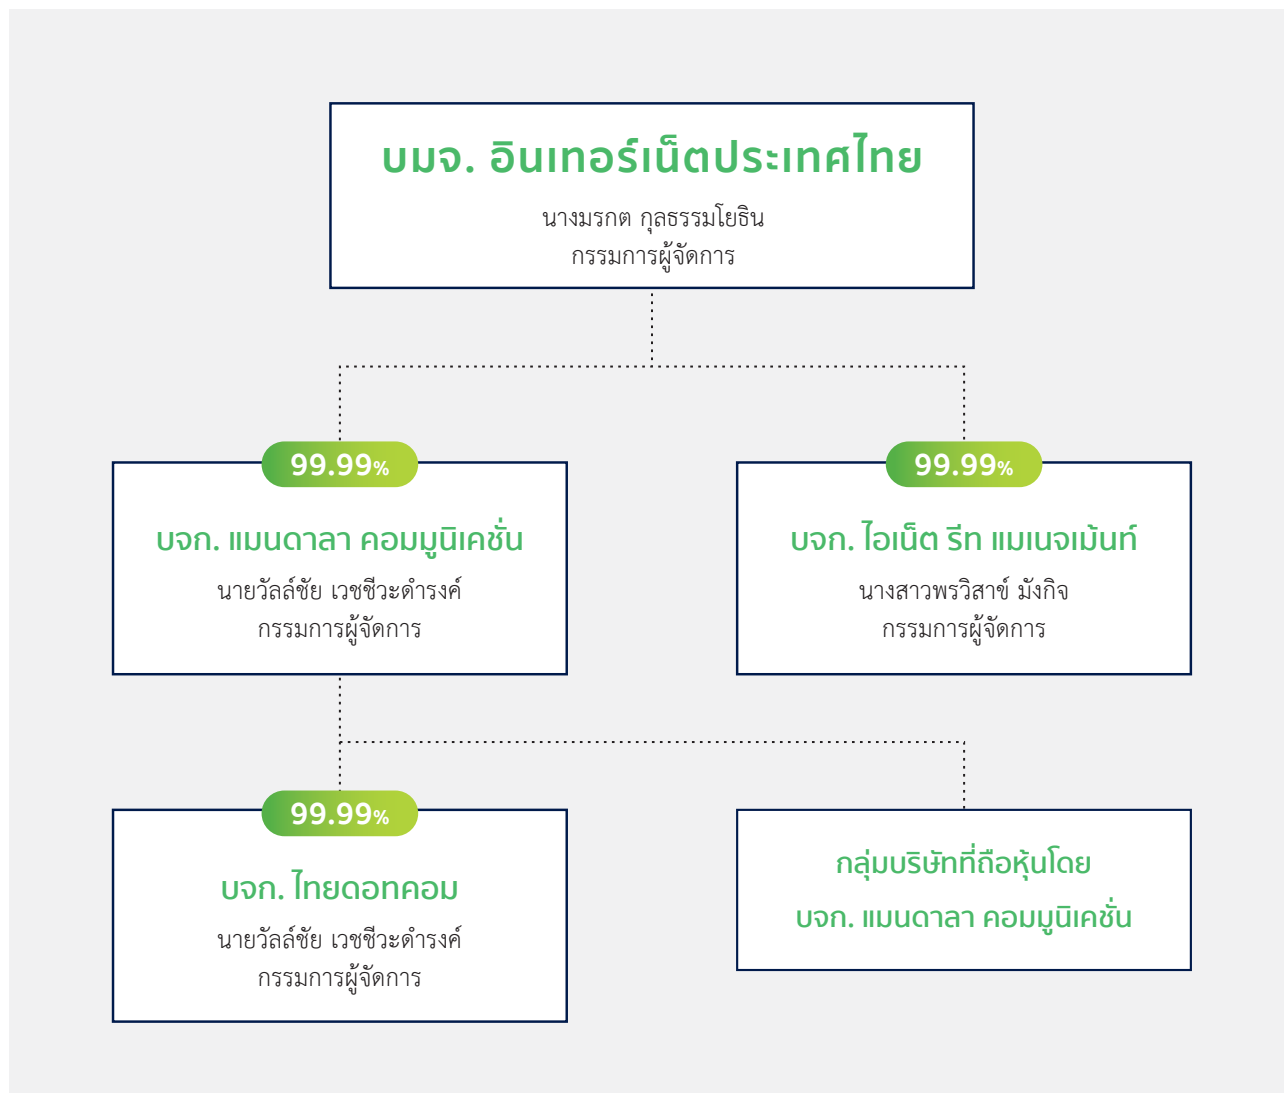 บมจ. อินเทอร์เน็ตประเทศไทย
นางมรกต กุลธรรมโยธิน
กรรมการผู้จัดการ
99.99%
บจก. แมนดาลา คอมมูนิเคชั่น
นายวัลล์ชัย เวชชีวะดำรงค์
กรรมการผู้จัดการ
99.99%
บจก. ไอเน็ต รีท แมเนจเม้นท์
นางสาวพรวิสาข์ มังกิจ
กรรมการผู้จัดการ
99.99%
บจก. ไทยดอทคอม
นายวัลล์ชัย เวชชีวะดำรงค์
กรรมการผู้จัดการ
กลุ่มบริษัทที่ถือหุ้นโดย
บจก. แมนดาลา คอมมูนิเคชั่น